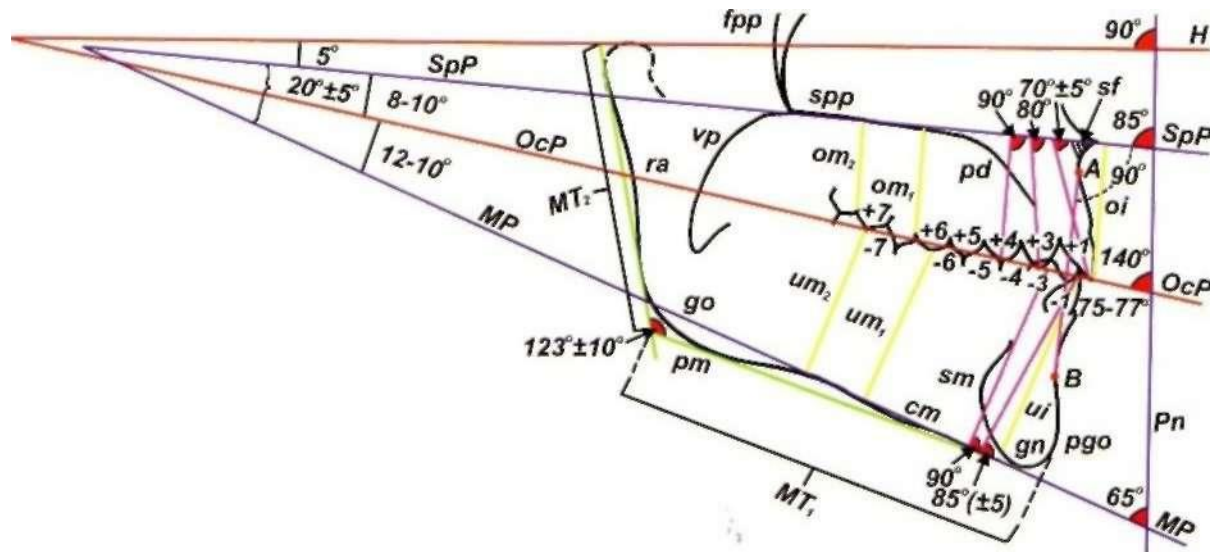 fpp
90°
H
5°
SpP
20°±5°
8-10°
spp
90°
70°±5°
80°
sf
85°
SpP
vp
OcP
12-10°
ra
om₂
om₁
pd
A
90°
oi
MT₂
MP
+7
+6
+5
+4
+3
+1
-7
-6
-5
-4
-3
-1
140°
OcP
75-77°
um₂
um₁
go
123°±10°
pm
sm
B
cm
ui
Pn
gn
pgo
90°
85°(±5)
65°
MT₁
MP